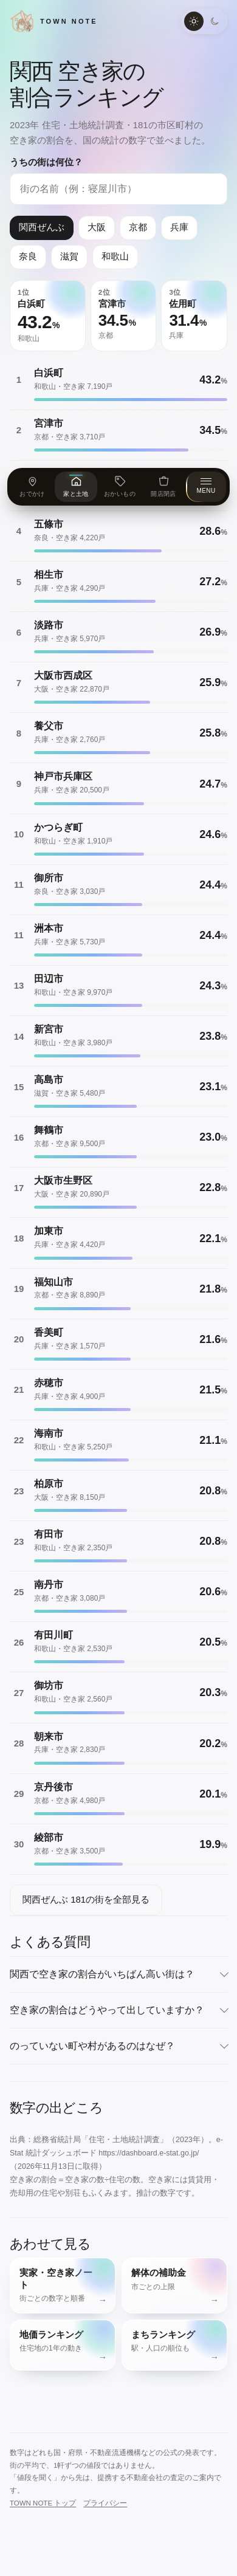 TOWN NOTE
関西 空き家の
割合ランキング
2023年 住宅・土地統計調査・181の市区町村の
空き家の割合を、国の統計の数字で並べました。
うちの街は何位？
街の名前（例：寝屋川市）
関西ぜんぶ
大阪
京都
兵庫
奈良
滋賀
和歌山
1位
白浜町
43.2%
和歌山
2位
宮津市
34.5%
京都
3位
佐用町
31.4%
兵庫
1
白浜町
和歌山・空き家 7,190戸
43.2%
2
宮津市
京都・空き家 3,710戸
34.5%
おでかけ
家と土地
おかいもの
開店閉店
MENU
4
五條市
奈良・空き家 4,220戸
28.6%
5
相生市
兵庫・空き家 4,290戸
27.2%
6
淡路市
兵庫・空き家 5,970戸
26.9%
7
大阪市西成区
大阪・空き家 22,870戸
25.9%
8
養父市
兵庫・空き家 2,760戸
25.8%
9
神戸市兵庫区
兵庫・空き家 20,500戸
24.7%
10
かつらぎ町
和歌山・空き家 1,910戸
24.6%
11
御所市
奈良・空き家 3,030戸
24.4%
11
洲本市
兵庫・空き家 5,730戸
24.4%
13
田辺市
和歌山・空き家 9,970戸
24.3%
14
新宮市
和歌山・空き家 3,980戸
23.8%
15
高島市
滋賀・空き家 5,480戸
23.1%
16
舞鶴市
京都・空き家 9,500戸
23.0%
17
大阪市生野区
大阪・空き家 20,890戸
22.8%
18
加東市
兵庫・空き家 4,420戸
22.1%
19
福知山市
京都・空き家 8,890戸
21.8%
20
香美町
兵庫・空き家 1,570戸
21.6%
21
赤穂市
兵庫・空き家 4,900戸
21.5%
22
海南市
和歌山・空き家 5,250戸
21.1%
23
柏原市
大阪・空き家 8,150戸
20.8%
23
有田市
和歌山・空き家 2,350戸
20.8%
25
南丹市
京都・空き家 3,080戸
20.6%
26
有田川町
和歌山・空き家 2,530戸
20.5%
27
御坊市
和歌山・空き家 2,560戸
20.3%
28
朝来市
兵庫・空き家 2,830戸
20.2%
29
京丹後市
京都・空き家 4,980戸
20.1%
30
綾部市
京都・空き家 3,500戸
19.9%
関西ぜんぶ 181の街を全部見る
よくある質問
関西で空き家の割合がいちばん高い街は？
空き家の割合はどうやって出していますか？
のっていない町や村があるのはなぜ？
数字の出どころ
出典：総務省統計局「住宅・土地統計調査」（2023年）。e-
Stat 統計ダッシュボード https://dashboard.e-stat.go.jp/
（2026年11月13日に取得）
空き家の割合＝空き家の数÷住宅の数。空き家には賃貸用・
売却用の住宅や別荘もふくみます。推計の数字です。
あわせて見る
実家・空き家ノー
ト
街ごとの数字と順番
→
解体の補助金
市ごとの上限
→
地価ランキング
住宅地の1年の動き
→
まちランキング
駅・人口の順位も
→
数字はどれも国・府県・不動産流通機構などの公式の発表です。
街の平均で、1軒ずつの値段ではありません。
「値段を聞く」から先は、提携する不動産会社の査定のご案内で
す。
TOWN NOTE トップ プライバシー